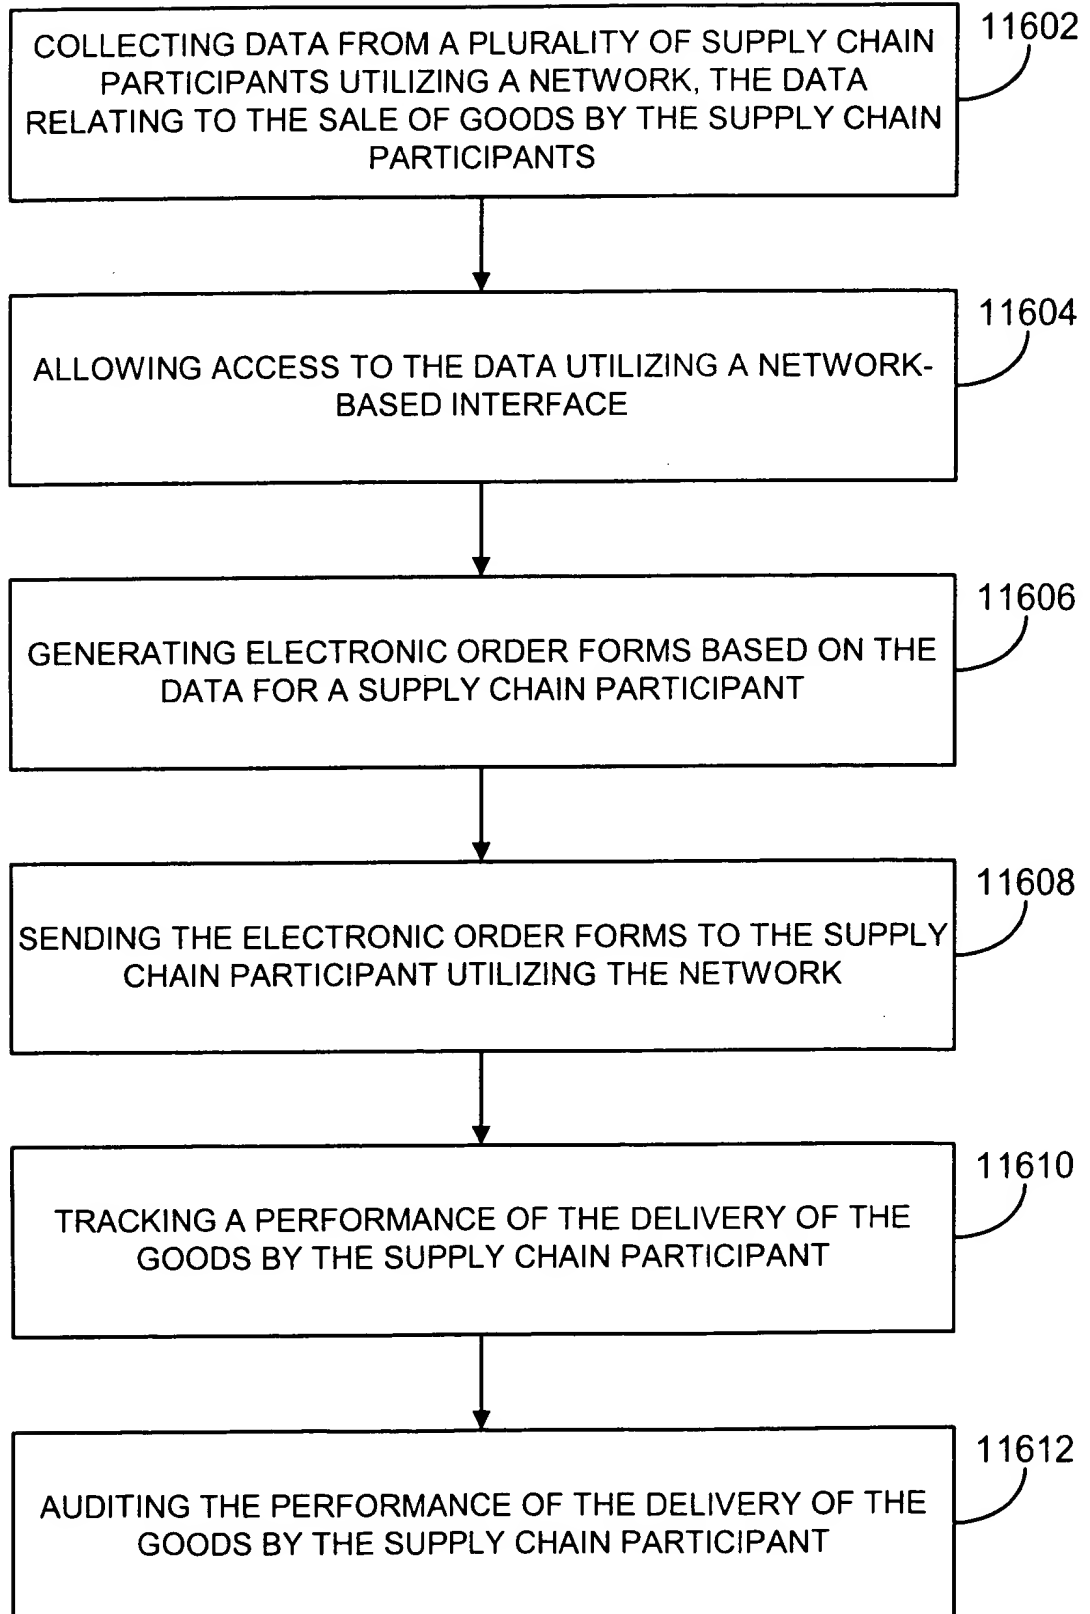 11602
COLLECTING DATA FROM A PLURALITY OF SUPPLY CHAIN
PARTICIPANTS UTILIZING A NETWORK, THE DATA
RELATING TO THE SALE OF GOODS BY THE SUPPLY CHAIN
PARTICIPANTS
11604
ALLOWING ACCESS TO THE DATA UTILIZING A NETWORK-
BASED INTERFACE
11606
GENERATING ELECTRONIC ORDER FORMS BASED ON THE
DATA FOR A SUPPLY CHAIN PARTICIPANT
11608
SENDING THE ELECTRONIC ORDER FORMS TO THE SUPPLY
CHAIN PARTICIPANT UTILIZING THE NETWORK
11610
TRACKING A PERFORMANCE OF THE DELIVERY OF THE
GOODS BY THE SUPPLY CHAIN PARTICIPANT
11612
AUDITING THE PERFORMANCE OF THE DELIVERY OF THE
GOODS BY THE SUPPLY CHAIN PARTICIPANT